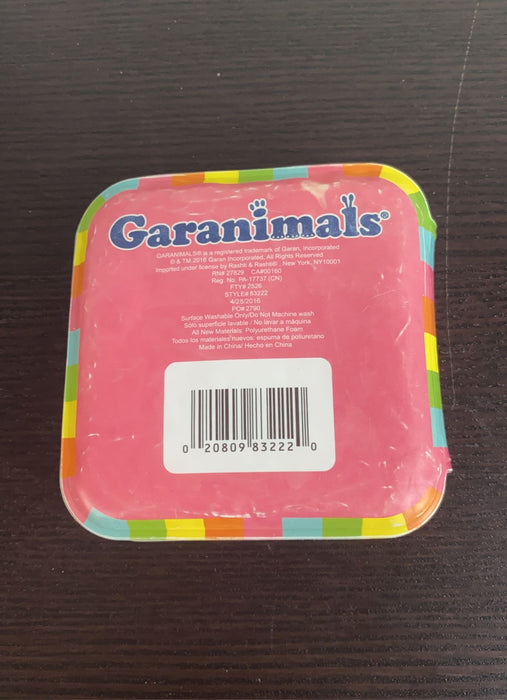 Garanimals®
GARANIMALS® is a registered trademark of Garan, Incorporated
© & TM 2016 Garan Incorporated, All Rights Reserved
Imported under license by Rashti & Rashti®, New York, NY10001
RN# 27829 CA#00160
Reg. No. PA-17737 (CN)
FTY# 2526
STYLE# 83222
4/28/2016
PO# 2790
Surface Washable Only/Do Not Machine wash
Sólo superficie lavable / No lavar a máquina
All New Materials: Polyurethane Foam
Todos los materiales nuevos: espuma de poliuretano
Made in China/ Hecho en China
0 20809 83222 0